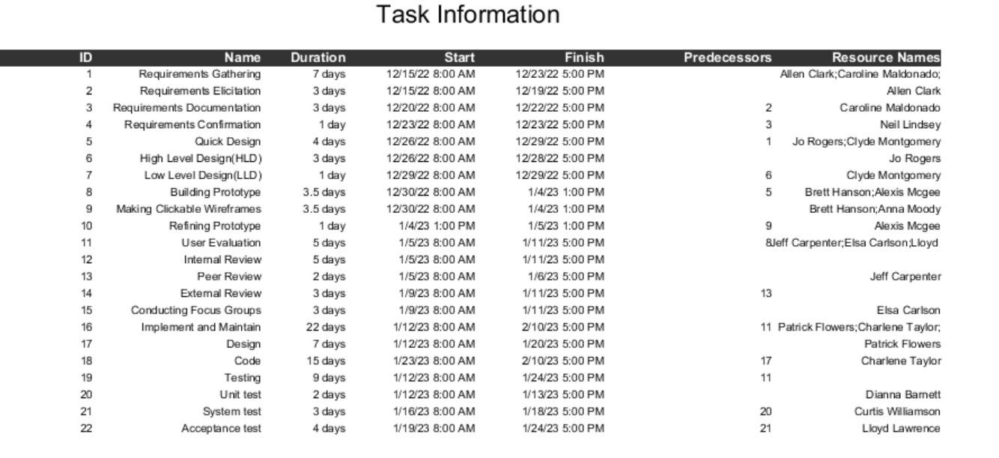 Task Information
ID Name Duration Start Finish Predecessors Resource Names
1 Requirements Gathering 7 days 12/15/22 8:00 AM 12/23/22 5:00 PM Allen Clark;Caroline Maldonado;
2 Requirements Elicitation 3 days 12/15/22 8:00 AM 12/19/22 5:00 PM Allen Clark
3 Requirements Documentation 3 days 12/20/22 8:00 AM 12/22/22 5:00 PM 2 Caroline Maldonado
4 Requirements Confirmation 1 day 12/23/22 8:00 AM 12/23/22 5:00 PM 3 Neil Lindsey
5 Quick Design 4 days 12/26/22 8:00 AM 12/29/22 5:00 PM 1 Jo Rogers;Clyde Montgomery
6 High Level Design(HLD) 3 days 12/26/22 8:00 AM 12/28/22 5:00 PM Jo Rogers
7 Low Level Design(LLD) 1 day 12/29/22 8:00 AM 12/29/22 5:00 PM 6 Clyde Montgomery
8 Building Prototype 3.5 days 12/30/22 8:00 AM 1/4/23 1:00 PM 5 Brett Hanson;Alexis Mcgee
9 Making Clickable Wireframes 3.5 days 12/30/22 8:00 AM 1/4/23 1:00 PM Brett Hanson;Anna Moody
10 Refining Prototype 1 day 1/4/23 1:00 PM 1/5/23 1:00 PM 9 Alexis Mcgee
11 User Evaluation 5 days 1/5/23 8:00 AM 1/11/23 5:00 PM 8 Jeff Carpenter;Elsa Carlson;Lloyd
12 Internal Review 5 days 1/5/23 8:00 AM 1/11/23 5:00 PM
13 Peer Review 2 days 1/5/23 8:00 AM 1/6/23 5:00 PM Jeff Carpenter
14 External Review 3 days 1/9/23 8:00 AM 1/11/23 5:00 PM 13
15 Conducting Focus Groups 3 days 1/9/23 8:00 AM 1/11/23 5:00 PM Elsa Carlson
16 Implement and Maintain 22 days 1/12/23 8:00 AM 2/10/23 5:00 PM 11 Patrick Flowers;Charlene Taylor;
17 Design 7 days 1/12/23 8:00 AM 1/20/23 5:00 PM Patrick Flowers
18 Code 15 days 1/23/23 8:00 AM 2/10/23 5:00 PM 17 Charlene Taylor
19 Testing 9 days 1/12/23 8:00 AM 1/24/23 5:00 PM 11
20 Unit test 2 days 1/12/23 8:00 AM 1/13/23 5:00 PM Dianna Barnett
21 System test 3 days 1/16/23 8:00 AM 1/18/23 5:00 PM 20 Curtis Williamson
22 Acceptance test 4 days 1/19/23 8:00 AM 1/24/23 5:00 PM 21 Lloyd Lawrence